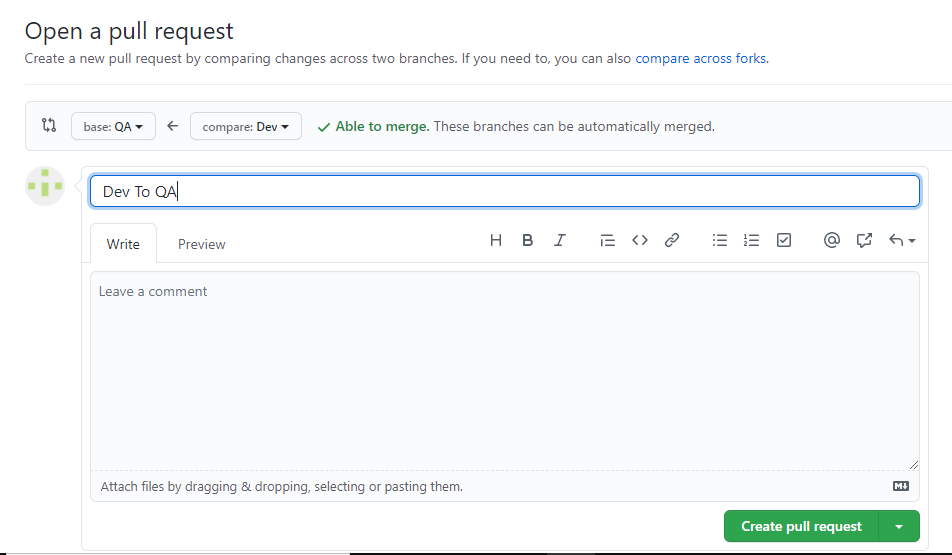 Open a pull request
Create a new pull request by comparing changes across two branches. If you need to, you can also compare across forks.
base: QA compare: Dev Able to merge. These branches can be automatically merged.
Dev To QA
Write Preview H B I @
Leave a comment
Attach files by dragging & dropping, selecting or pasting them.
Create pull request